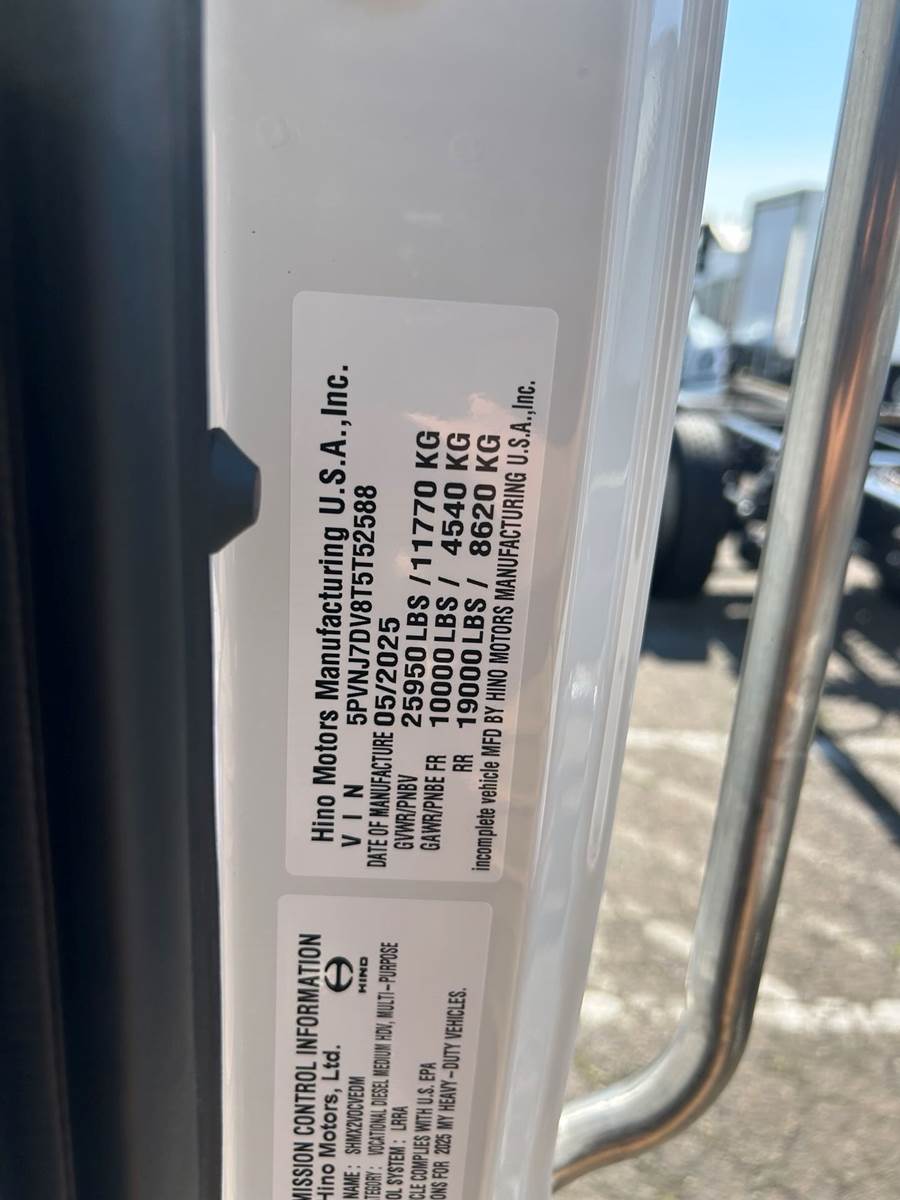 Hino Motors Manufacturing U.S.A.,Inc.
V I N 5PVNJ7DV8T5T52588
DATE OF MANUFACTURE 05/2025
GVWR/PNBV 25950 LBS / 11770 KG
GAWR/PNBE FR 10000 LBS / 4540 KG
RR 19000 LBS / 8620 KG
incomplete vehicle MFD BY HINO MOTORS MANUFACTURING U.S.A.,Inc.
MISSION CONTROL INFORMATION
Hino Motors, Ltd.
HINO
NAME : SHMX2VOCVEDM
TEGORY : VOCATIONAL DIESEL MEDIUM HDV, MULTI-PURPOSE
OL SYSTEM : LRRA
CLE COMPLIES WITH U.S. EPA
ONS FOR 2025 MY HEAVY-DUTY VEHICLES.